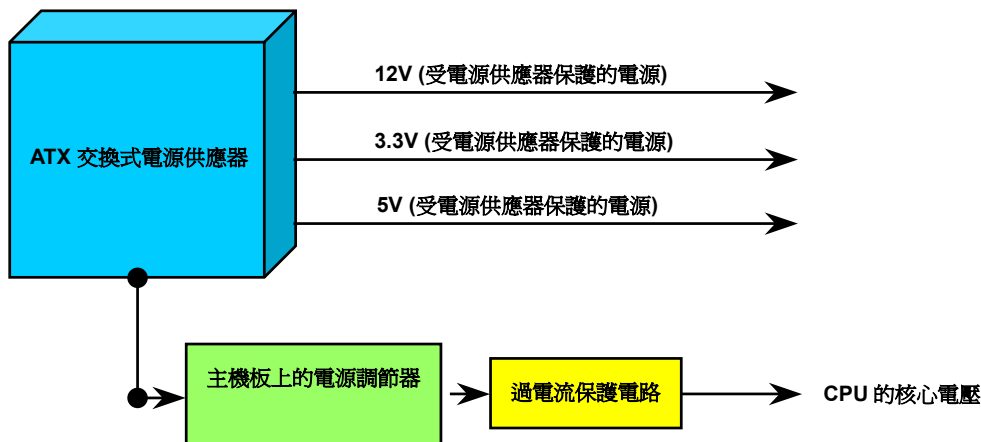 12V (受電源供應器保護的電源)
ATX 交換式電源供應器
3.3V (受電源供應器保護的電源)
5V (受電源供應器保護的電源)
主機板上的電源調節器
過電流保護電路
CPU 的核心電壓